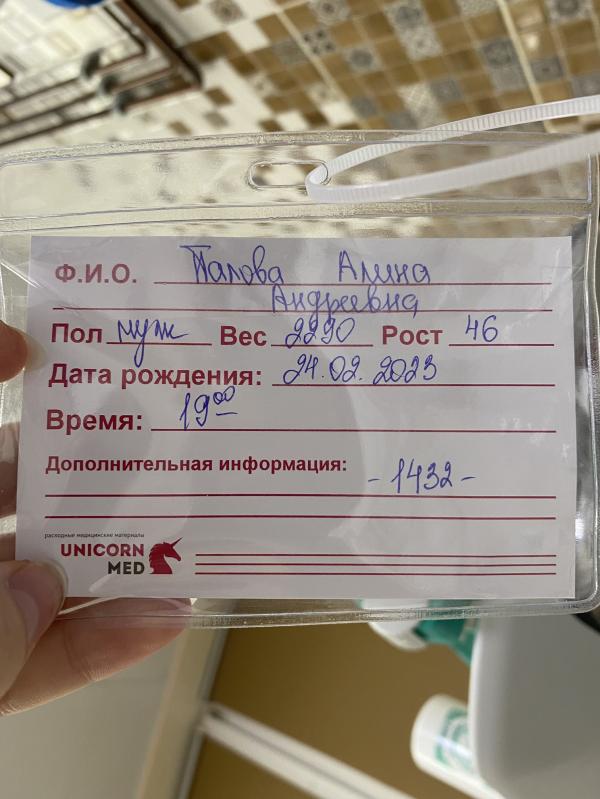 Ф.И.О. Палова Алина
Андреевна
Пол муж Вес 2290 Рост 46
Дата рождения: 24.02.2023
Время: 19⁰⁰
Дополнительная информация:
- 1432 -
расходные медицинские материалы
UNICORN
MED